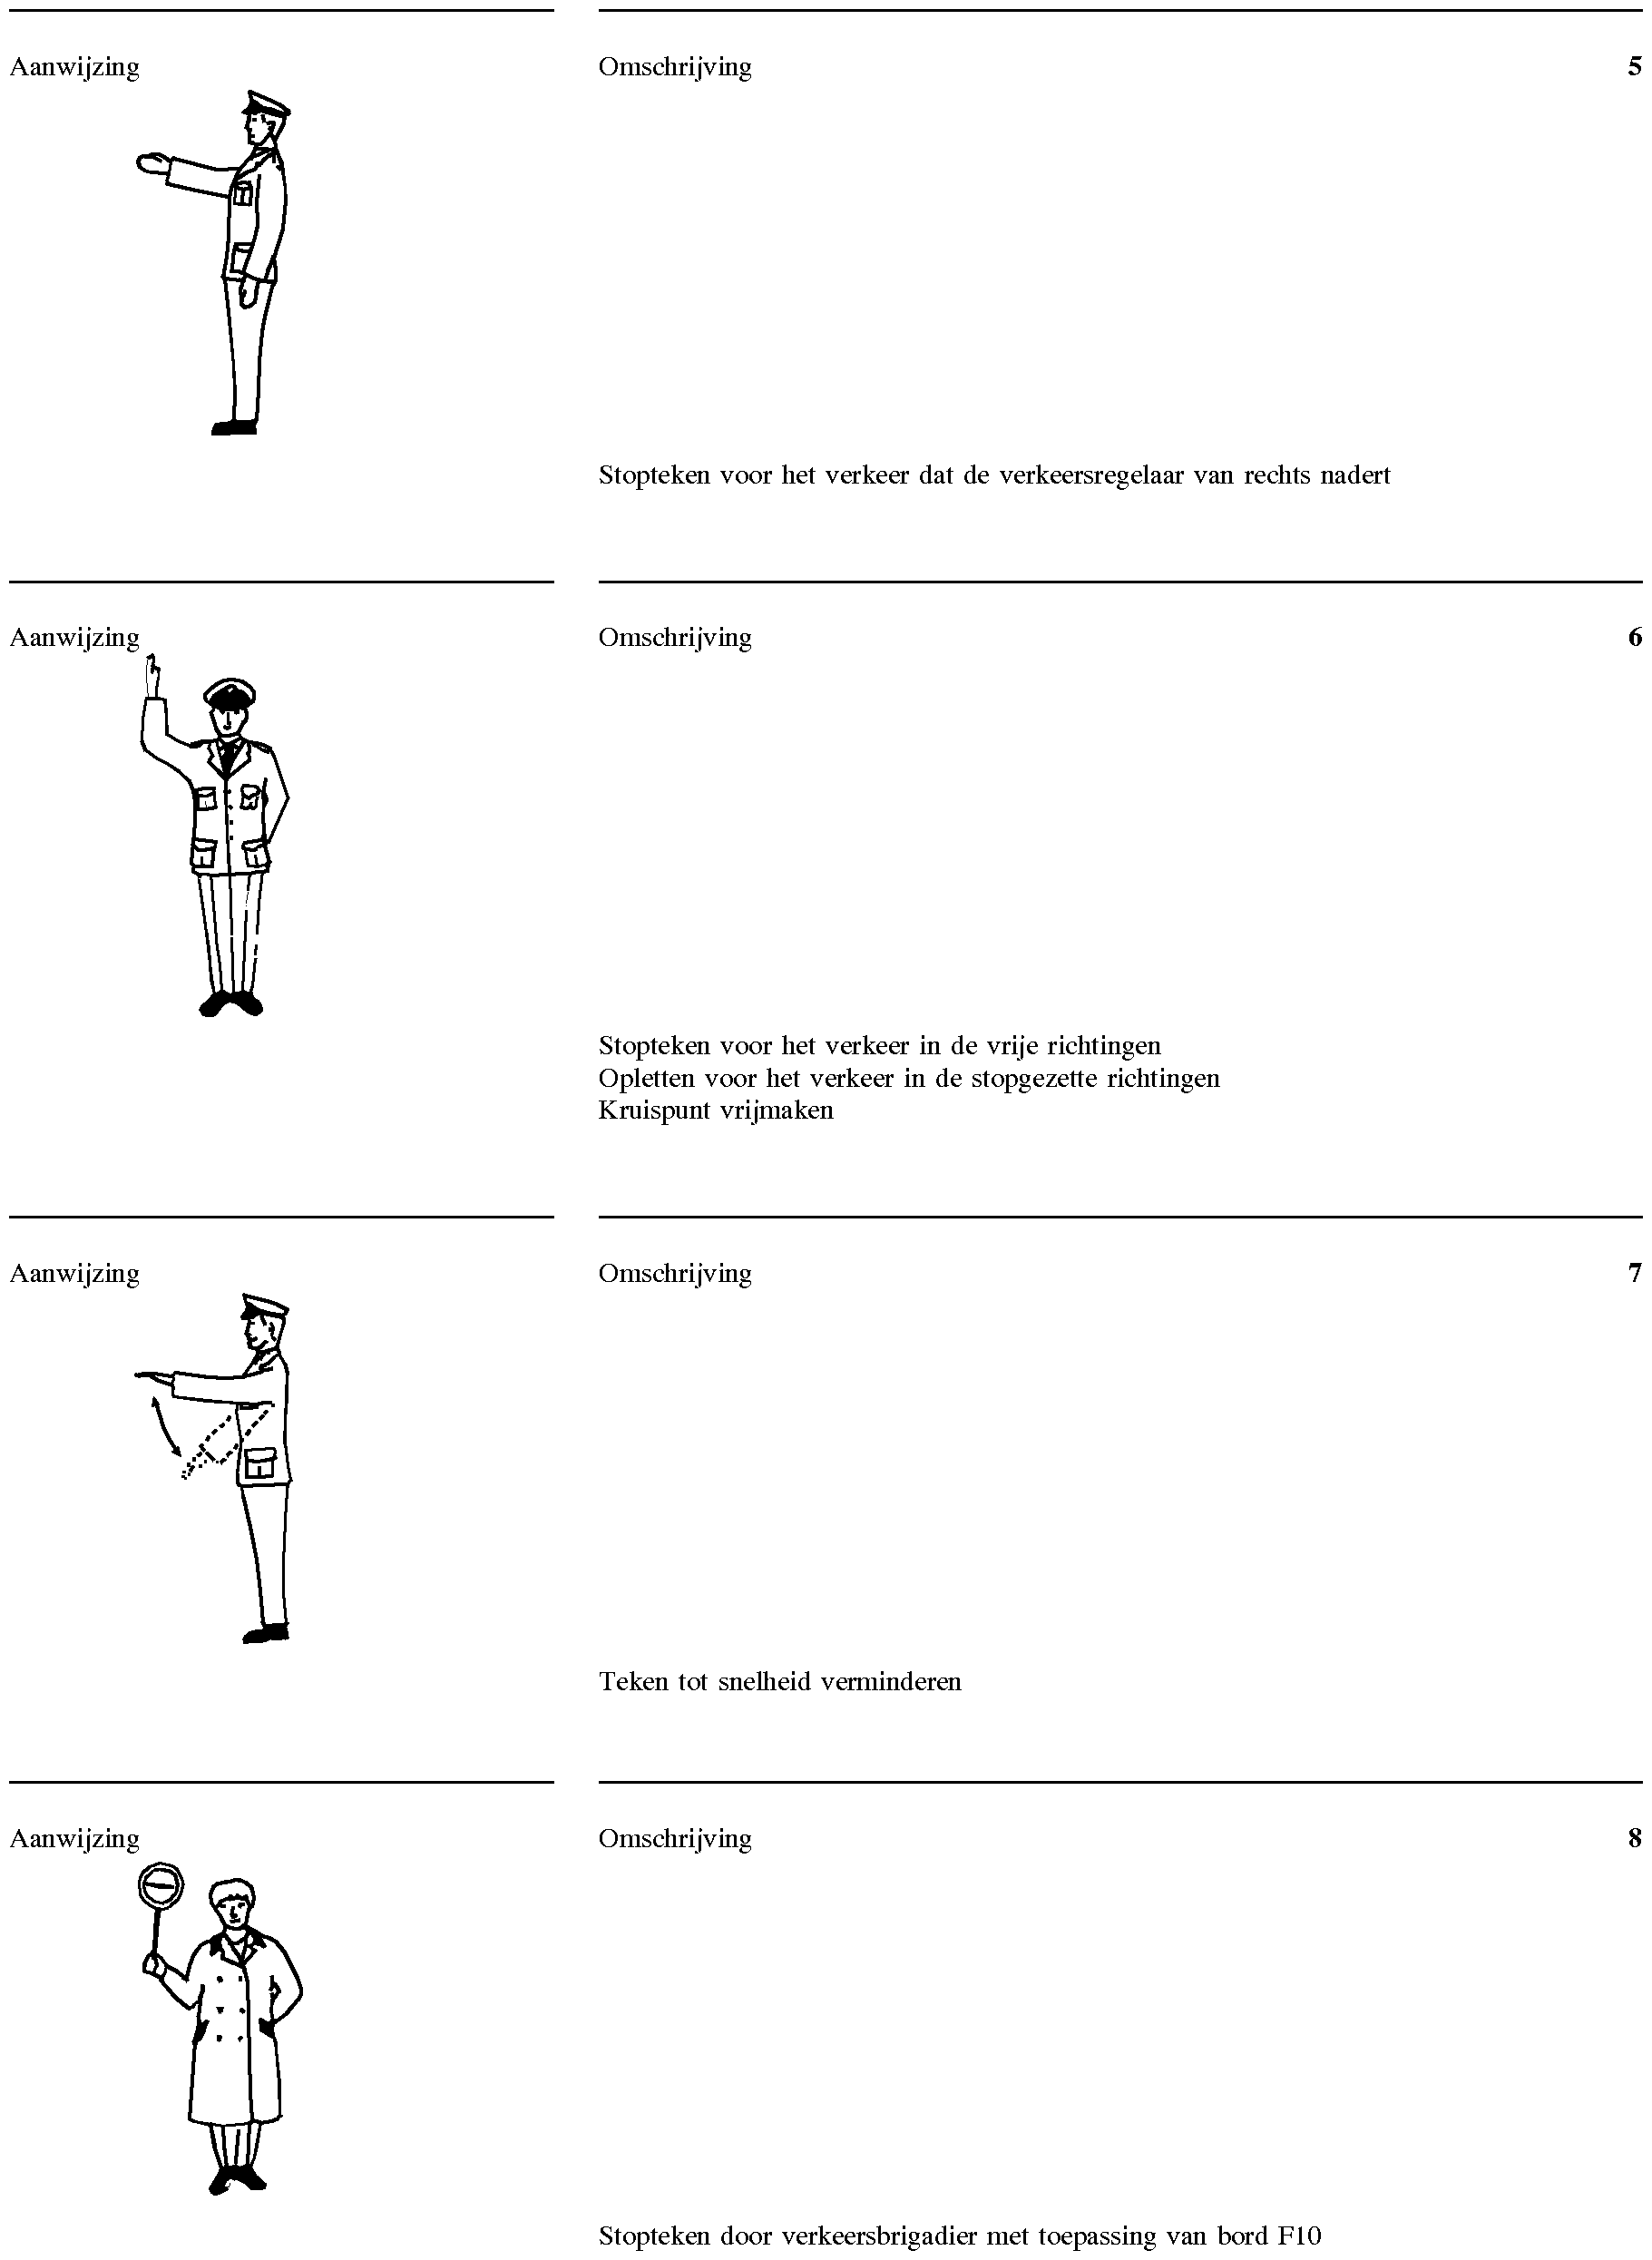 Aanwijzing Omschrijving 5
Stopteken voor het verkeer dat de verkeersregelaar van rechts nadert
Aanwijzing Omschrijving 6
Stopteken voor het verkeer in de vrije richtingen
Opletten voor het verkeer in de stopgezette richtingen
Kruispunt vrijmaken
Aanwijzing Omschrijving 7
Teken tot snelheid verminderen
Aanwijzing Omschrijving 8
Stopteken door verkeersbrigadier met toepassing van bord F10